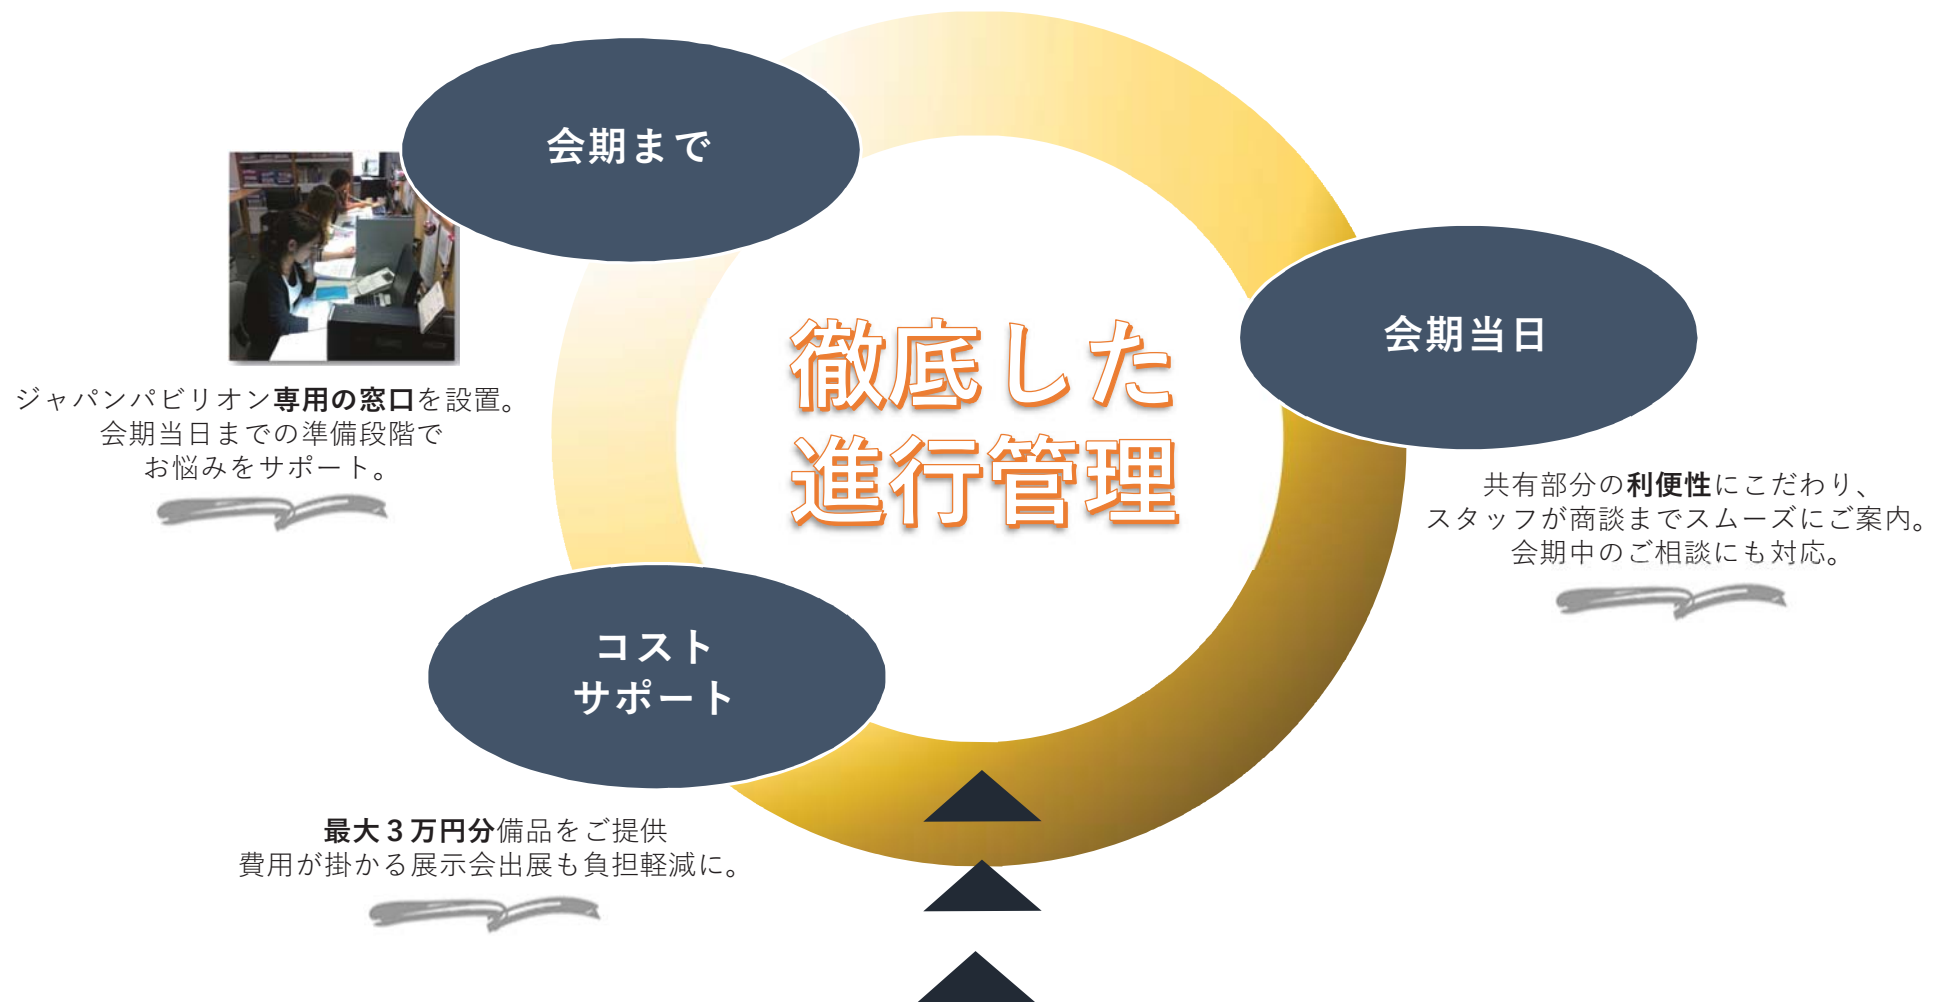 会期まで
ジャパンパビリオン専用の窓口を設置。
会期当日までの準備段階で
お悩みをサポート。
徹底した
進行管理
会期当日
共有部分の利便性にこだわり、
スタッフが商談までスムーズにご案内。
会期中のご相談にも対応。
コスト
サポート
最大３万円分備品をご提供
費用が掛かる展示会出展も負担軽減に。